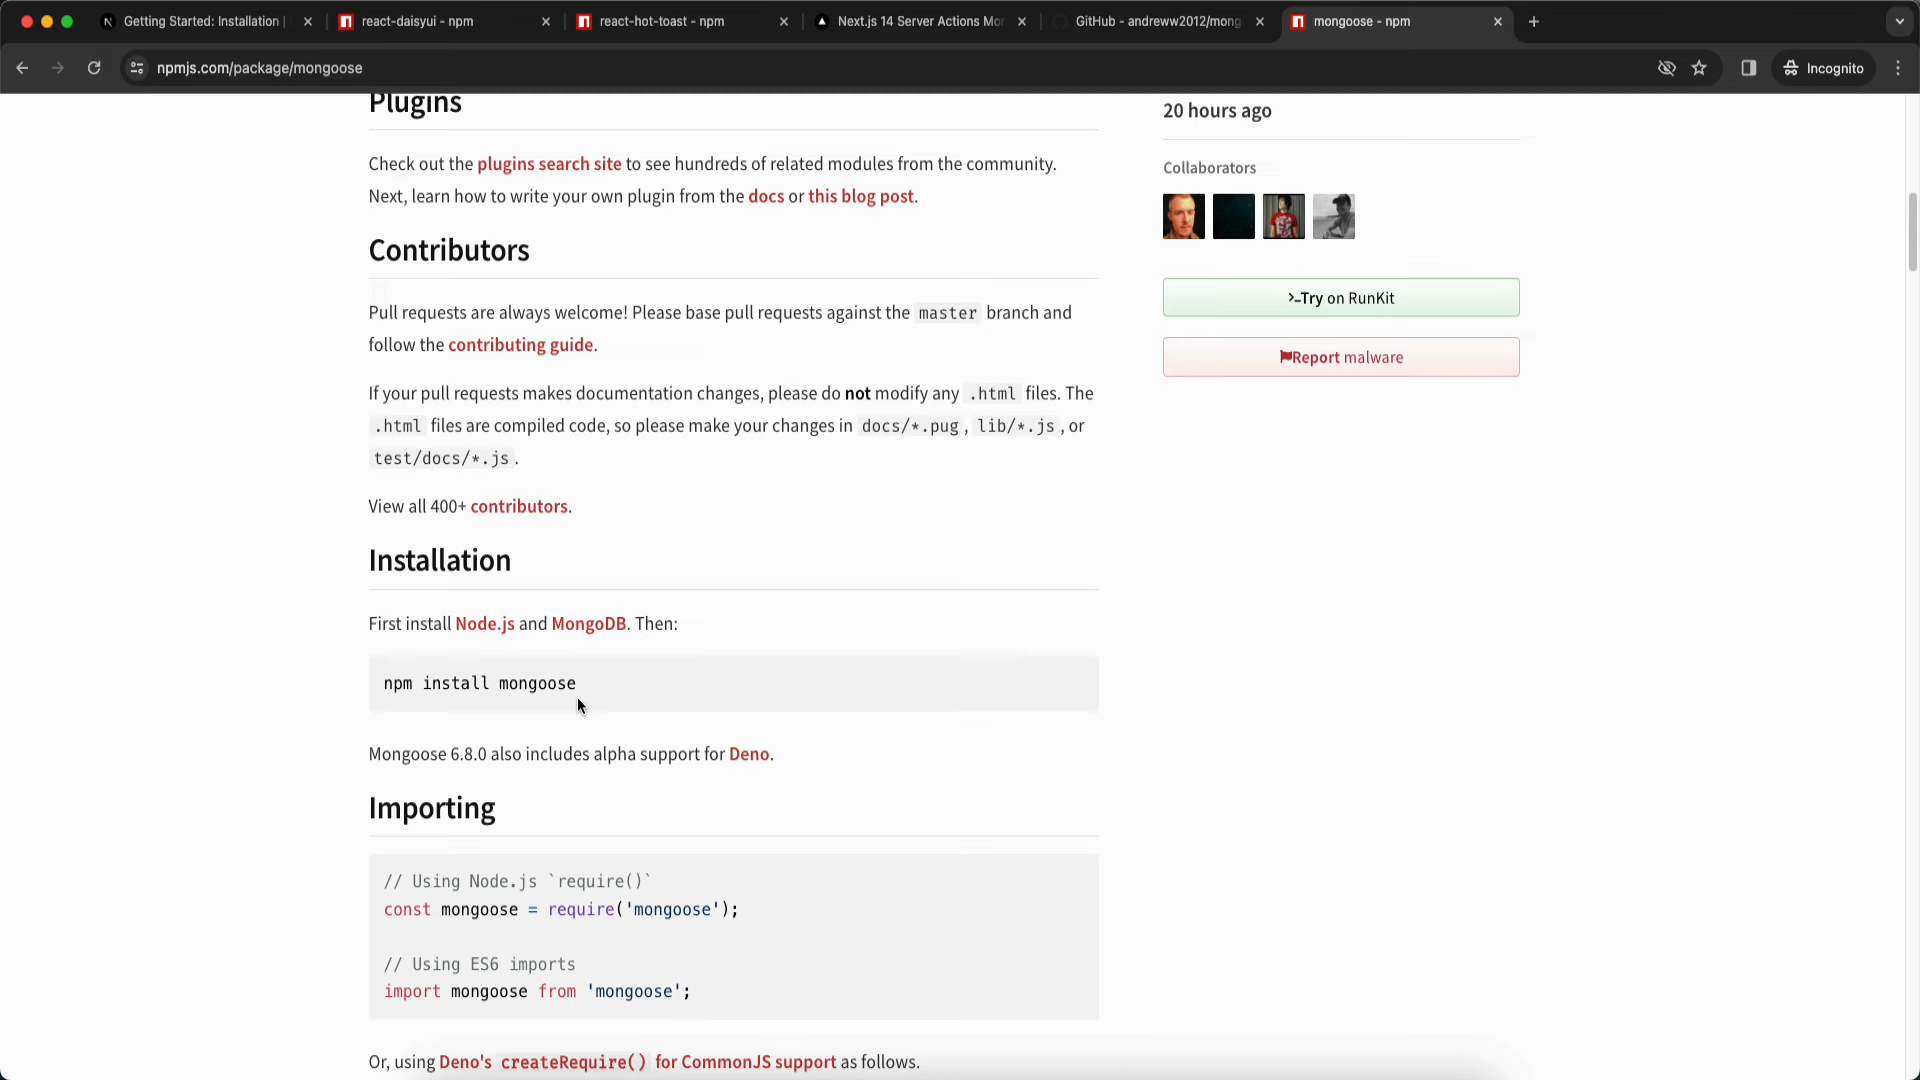 Getting Started: Installation |
react-daisyui - npm
react-hot-toast - npm
Next.js 14 Server Actions Mo
GitHub - andreww2012/mong
mongoose - npm
npmjs.com/package/mongoose
Incognito
Plugins
Check out the plugins search site to see hundreds of related modules from the community.
Next, learn how to write your own plugin from the docs or this blog post.
Contributors
Pull requests are always welcome! Please base pull requests against the master branch and
follow the contributing guide.
If your pull requests makes documentation changes, please do not modify any .html files. The
.html files are compiled code, so please make your changes in docs/*.pug, lib/*.js, or
test/docs/*.js.
View all 400+ contributors.
Installation
First install Node.js and MongoDB. Then:
npm install mongoose
Mongoose 6.8.0 also includes alpha support for Deno.
Importing
// Using Node.js `require()`
const mongoose = require('mongoose');
// Using ES6 imports
import mongoose from 'mongoose';
Or, using Deno's createRequire() for CommonJS support as follows.
20 hours ago
Collaborators
>_Try on RunKit
Report malware